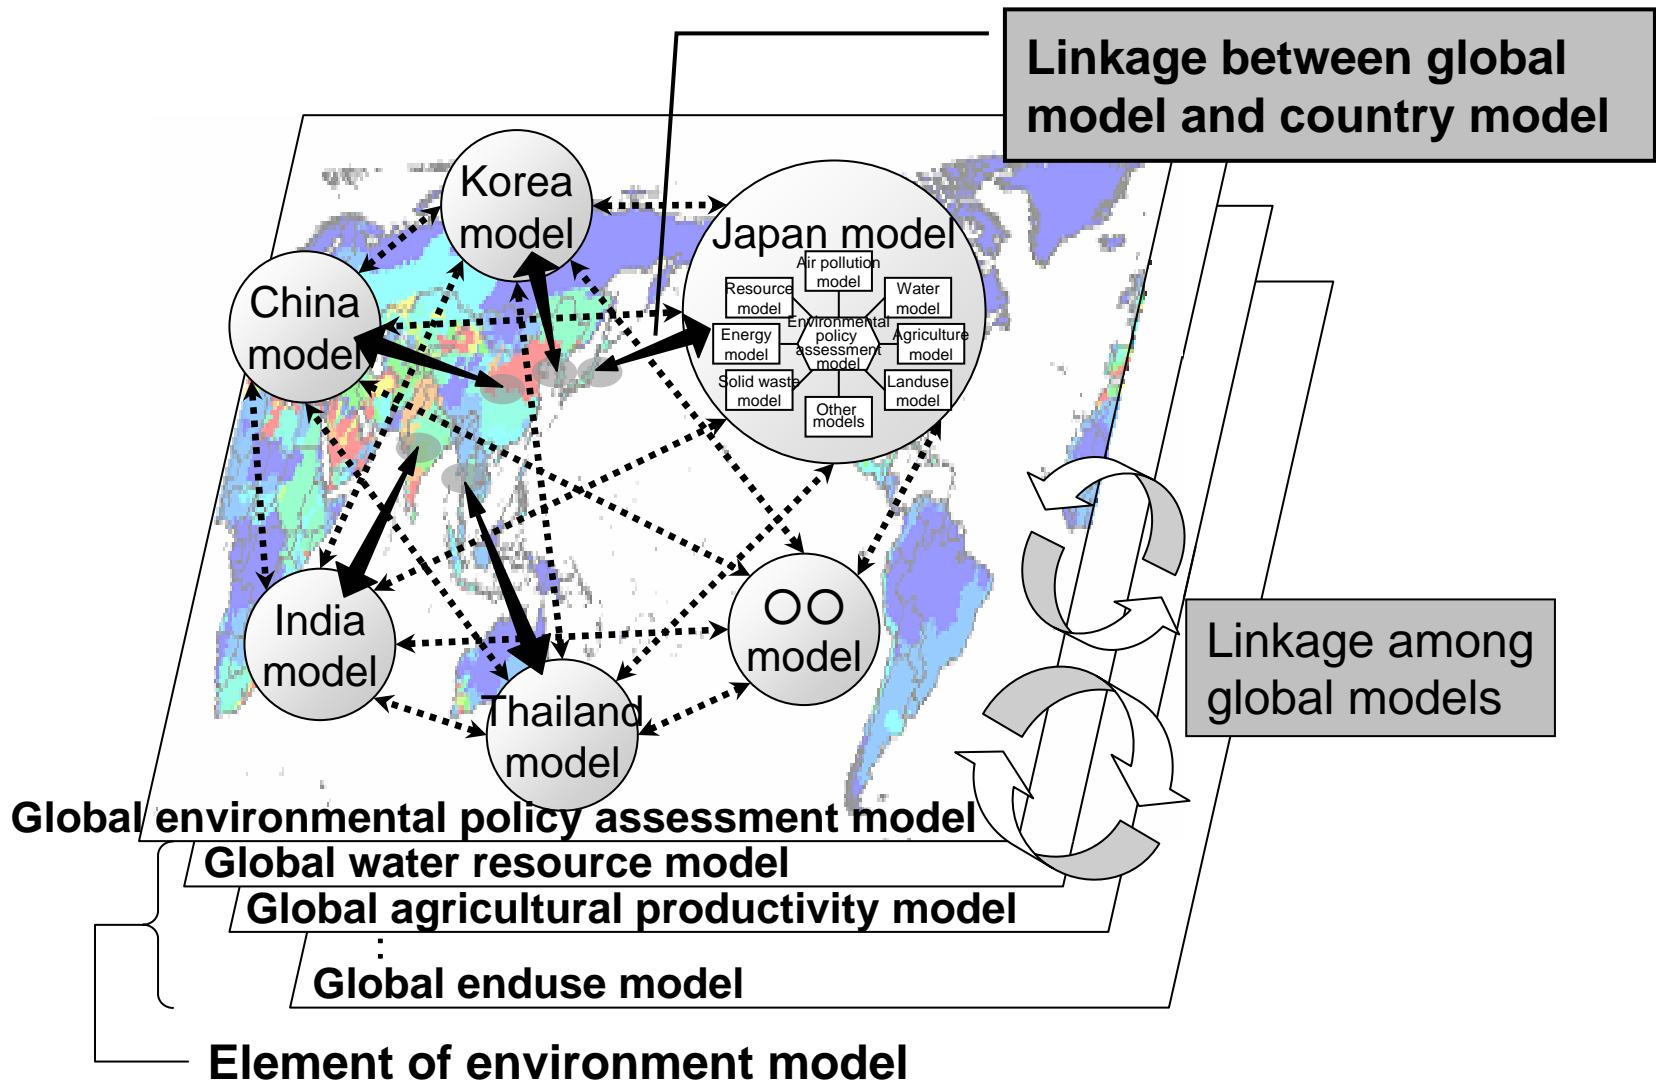 Linkage between global
model and country model
Korea
model
Japan model
Air pollution
model
Resource
model
Water
model
China
model
Energy
model
Environmental
policy
assessment
model
Agriculture
model
Solid waste
model
Landuse
model
Other
models
India
model
○○
model
Thailand
model
Linkage among
global models
Global environmental policy assessment model
Global water resource model
Global agricultural productivity model
Global enduse model
Element of environment model